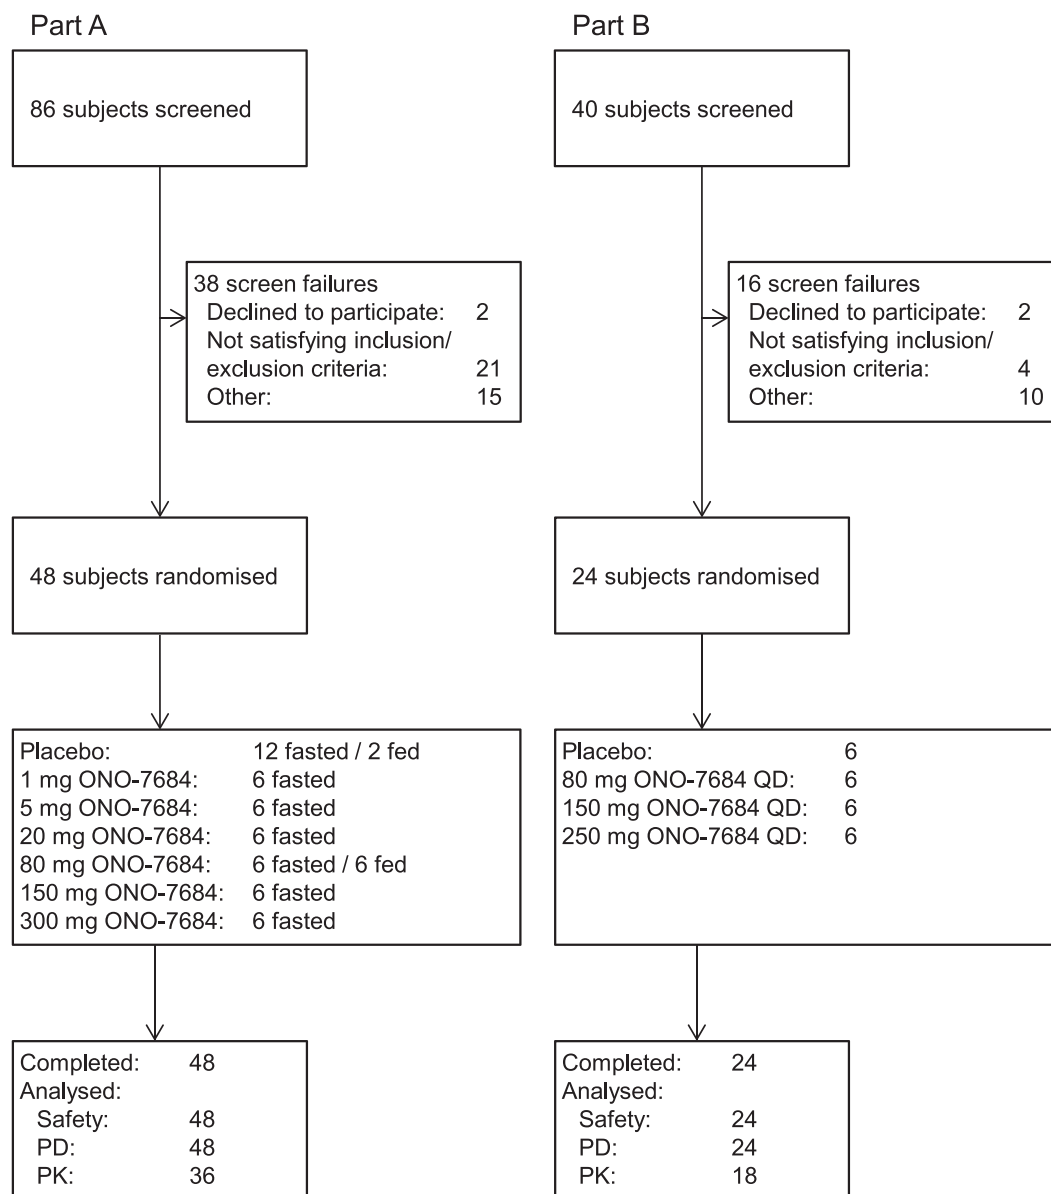 Part A
86 subjects screened
38 screen failures
Declined to participate: 2
Not satisfying inclusion/
exclusion criteria: 21
Other: 15
48 subjects randomised
Placebo: 12 fasted / 2 fed
1 mg ONO-7684: 6 fasted
5 mg ONO-7684: 6 fasted
20 mg ONO-7684: 6 fasted
80 mg ONO-7684: 6 fasted / 6 fed
150 mg ONO-7684: 6 fasted
300 mg ONO-7684: 6 fasted
Completed: 48
Analysed:
Safety: 48
PD: 48
PK: 36
Part B
40 subjects screened
16 screen failures
Declined to participate: 2
Not satisfying inclusion/
exclusion criteria: 4
Other: 10
24 subjects randomised
Placebo: 6
80 mg ONO-7684 QD: 6
150 mg ONO-7684 QD: 6
250 mg ONO-7684 QD: 6
Completed: 24
Analysed:
Safety: 24
PD: 24
PK: 18